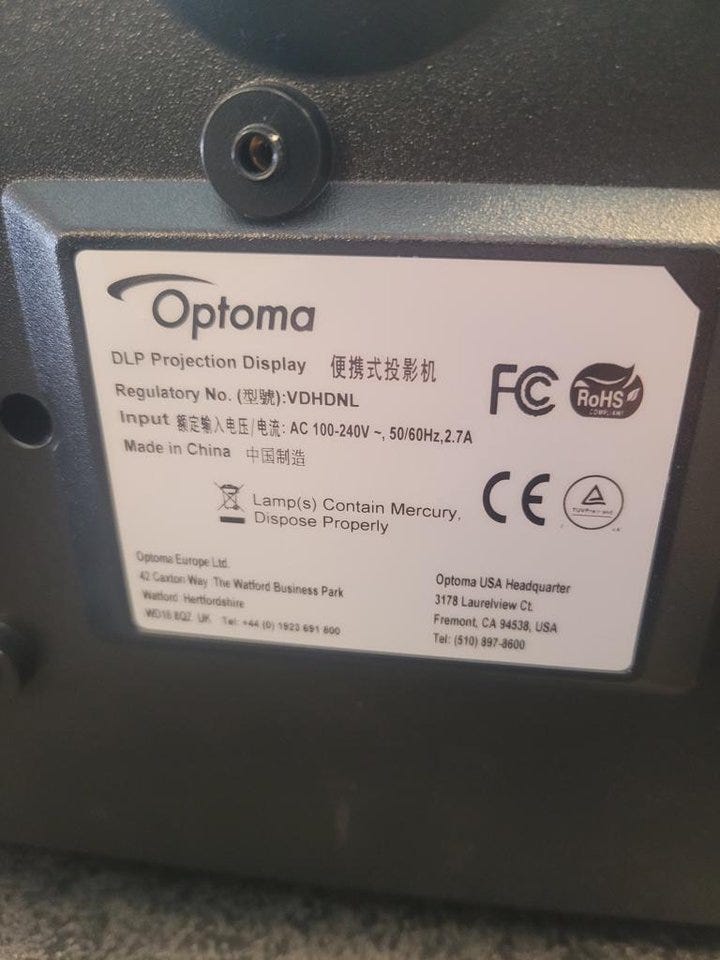 Optoma
DLP Projection Display 便携式投影机
Regulatory No. (型號):VDHDNL
Input 额定输入电压/电流: AC 100-240V ~, 50/60Hz,2.7A
Made in China 中国制造
FC
RoHS
COMPLIANT
Lamp(s) Contain Mercury,
Dispose Properly
CE
Optoma Europe Ltd.
42 Caxton Way The Watford Business Park
Watford Hertfordshire
WD18 8QZ UK Tel: +44 (0) 1923 691 800
Optoma USA Headquarter
3178 Laurelview Ct.
Fremont, CA 94538, USA
Tel: (510) 897-8600